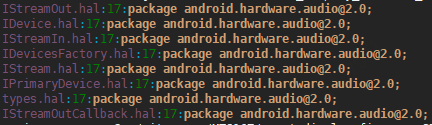 IStreamOut.hal:17:package android.hardware.audio@2.0;
IDevice.hal:17:package android.hardware.audio@2.0;
IStreamIn.hal:17:package android.hardware.audio@2.0;
IDevicesFactory.hal:17:package android.hardware.audio@2.0;
IStream.hal:17:package android.hardware.audio@2.0;
IPrimaryDevice.hal:17:package android.hardware.audio@2.0;
types.hal:17:package android.hardware.audio@2.0;
IStreamOutCallback.hal:17:package android.hardware.audio@2.0;